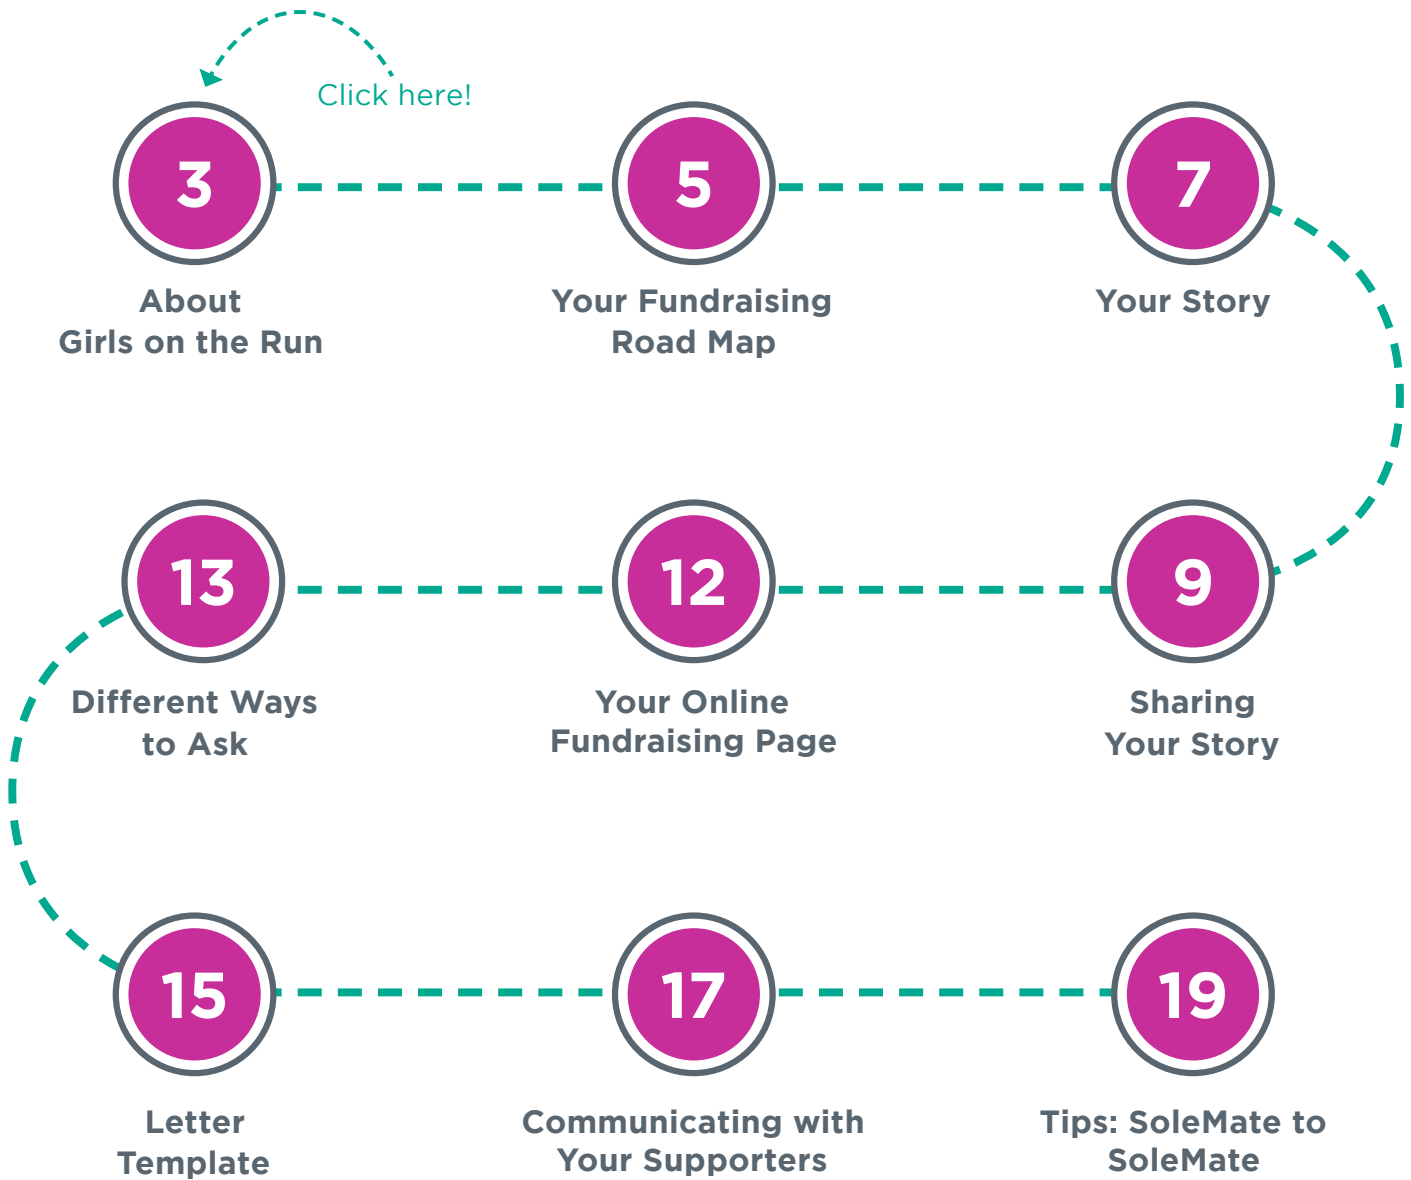 Click here!
3
About
Girls on the Run
5
Your Fundraising
Road Map
7
Your Story
9
Sharing
Your Story
12
Your Online
Fundraising Page
13
Different Ways
to Ask
15
Letter
Template
17
Communicating with
Your Supporters
19
Tips: SoleMate to
SoleMate